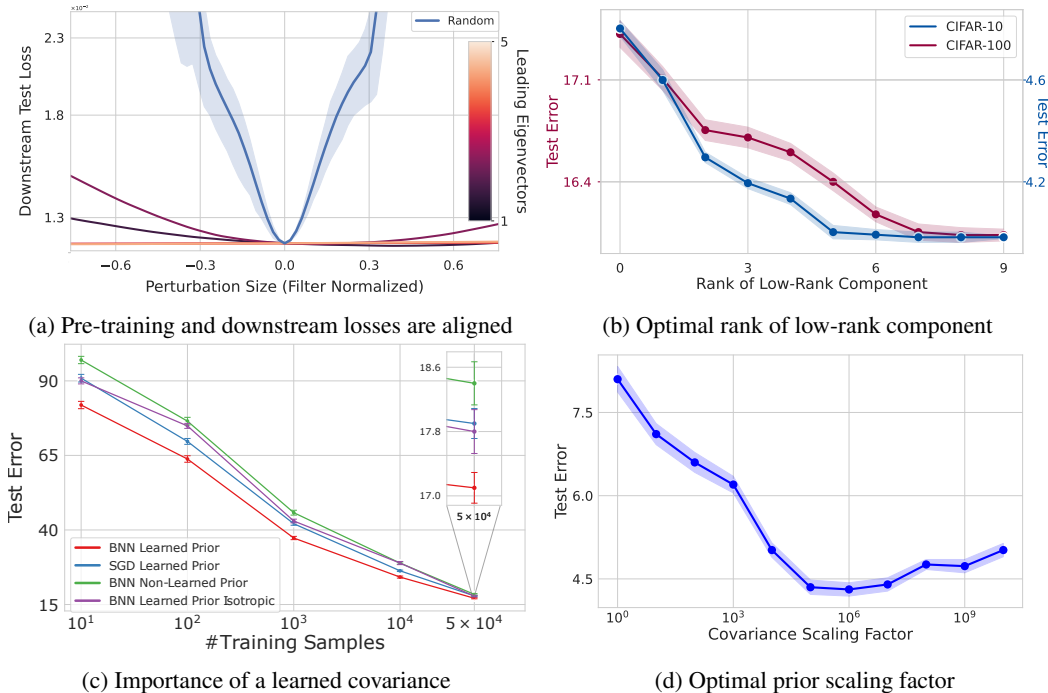 ×10⁻²
2.3
1.8
1.3
Downstream Test Loss
Random
5
1
Leading Eigenvectors
−0.6 −0.3 0.0 0.3 0.6
Perturbation Size (Filter Normalized)
(a) Pre-training and downstream losses are aligned
CIFAR-10
CIFAR-100
17.1
16.4
Test Error
4.6
4.2
Test Error
0 3 6 9
Rank of Low-Rank Component
(b) Optimal rank of low-rank component
90
65
40
15
Test Error
18.6
17.8
17.0
5 × 10⁴
BNN Learned Prior
SGD Learned Prior
BNN Non-Learned Prior
BNN Learned Prior Isotropic
10¹ 10² 10³ 10⁴ 5 × 10⁴
#Training Samples
(c) Importance of a learned covariance
7.5
6.0
4.5
Test Error
10⁰ 10³ 10⁶ 10⁹
Covariance Scaling Factor
(d) Optimal prior scaling factor